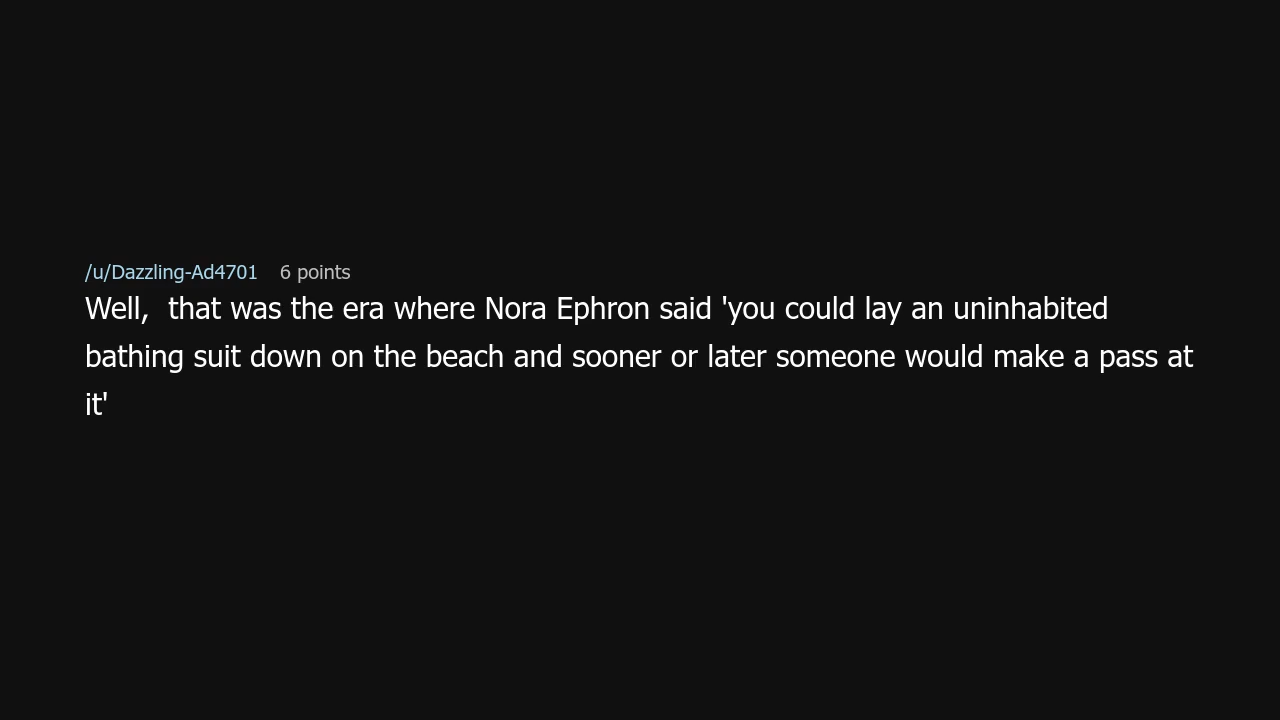 /u/Dazzling-Ad4701 6 points
Well,  that was the era where Nora Ephron said 'you could lay an uninhabited
bathing suit down on the beach and sooner or later someone would make a pass at
it'